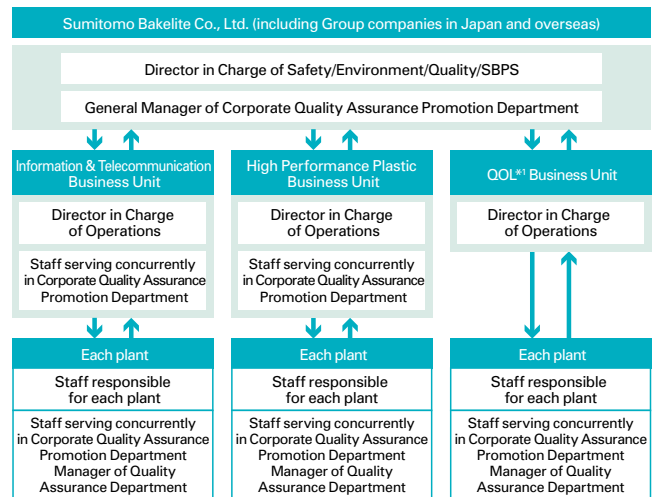 Sumitomo Bakelite Co., Ltd. (including Group companies in Japan and overseas)
Director in Charge of Safety/Environment/Quality/SBPS
General Manager of Corporate Quality Assurance Promotion Department
Information & Telecommunication
Business Unit
Director in Charge
of Operations
Staff serving concurrently
in Corporate Quality Assurance
Promotion Department
High Performance Plastic
Business Unit
Director in Charge
of Operations
Staff serving concurrently
in Corporate Quality Assurance
Promotion Department
QOL*1 Business Unit
Director in Charge
of Operations
Each plant
Staff responsible
for each plant
Staff serving concurrently
in Corporate Quality Assurance
Promotion Department
Manager of Quality
Assurance Department
Each plant
Staff responsible
for each plant
Staff serving concurrently
in Corporate Quality Assurance
Promotion Department
Manager of Quality
Assurance Department
Each plant
Staff responsible
for each plant
Staff serving concurrently
in Corporate Quality Assurance
Promotion Department
Manager of Quality
Assurance Department